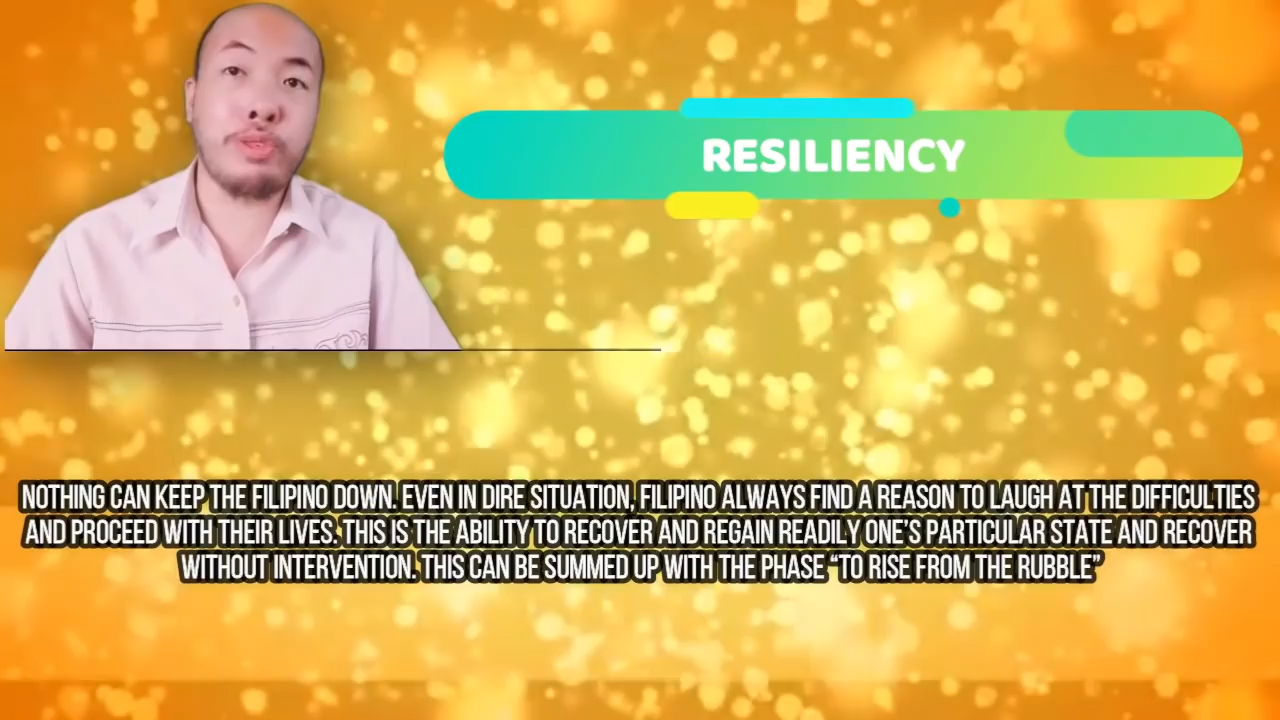 RESILIENCY
NOTHING CAN KEEP THE FILIPINO DOWN. EVEN IN DIRE SITUATION, FILIPINO ALWAYS FIND A REASON TO LAUGH AT THE DIFFICULTIES
AND PROCEED WITH THEIR LIVES. THIS IS THE ABILITY TO RECOVER AND REGAIN READILY ONE'S PARTICULAR STATE AND RECOVER
WITHOUT INTERVENTION. THIS CAN BE SUMMED UP WITH THE PHASE “TO RISE FROM THE RUBBLE”